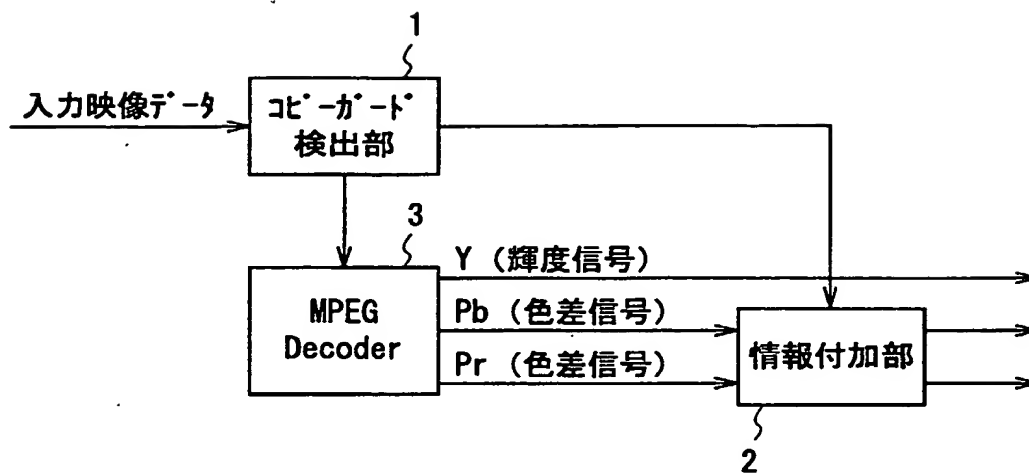 1
入力映像ﾃﾞｰﾀ
ｺﾋﾟｰｶﾞｰﾄﾞ
検出部
3
Y (輝度信号)
MPEG
Decoder
Pb (色差信号)
Pr (色差信号)
情報付加部
2